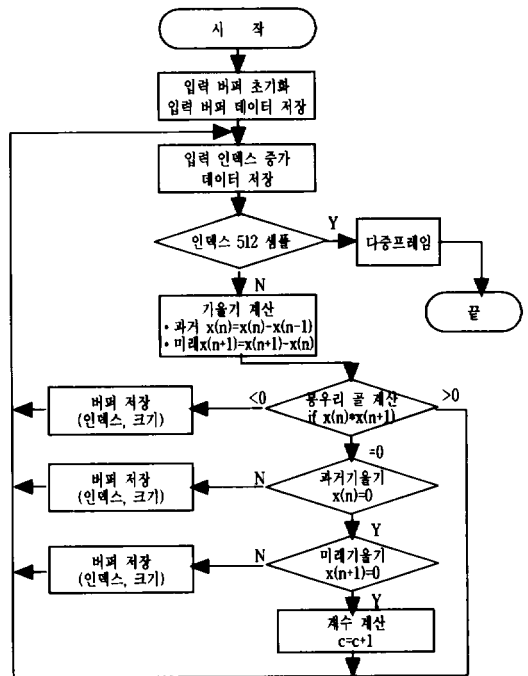 시 작
입력 버퍼 초기화
입력 버퍼 데이터 저장
입력 인덱스 증가
데이터 저장
인덱스 512 샘플
Y
다중프레임
끝
N
기울기 계산
• 과거 x(n)=x(n)-x(n-1)
• 미래x(n+1)=x(n+1)-x(n)
<0
봉우리 골 계산
if x(n)*x(n+1)
>0
버퍼 저장
(인덱스, 크기)
=0
과거기울기
x(n)=0
N
버퍼 저장
(인덱스, 크기)
Y
미래기울기
x(n+1)=0
N
버퍼 저장
(인덱스, 크기)
Y
계수 계산
c=c+1